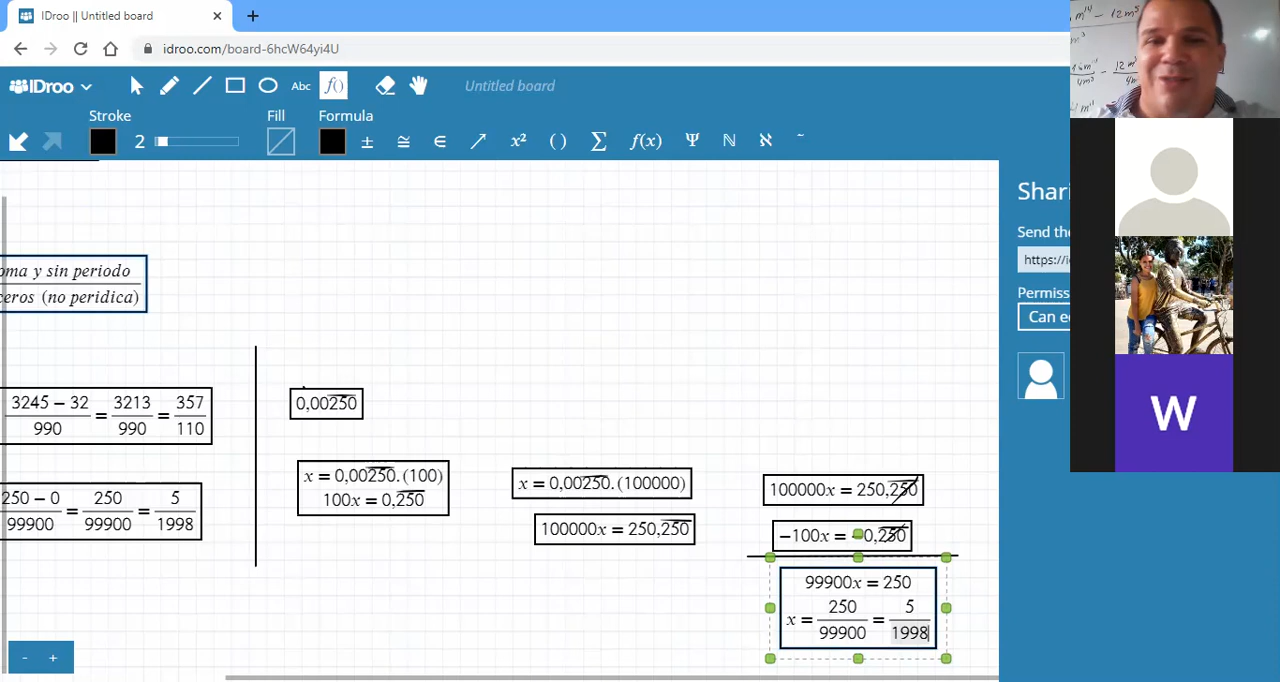 IDroo || Untitled board
idroo.com/board-6hcW64yi4U
IDroo
Abc
f()
Untitled board
Stroke
Fill
Formula
2
± ≅ ∈ x² ( ) ∑ f(x) Ψ ℕ ℵ ~
Send the
https://i
Can e
W
y sin periodo
ceros (no peridica)
3245 − 32
990
= 3213
990
= 357
110
250 − 0
99900
= 250
99900
= 5
1998
0,00250̅
x = 0,00250̅.(100)
100x = 0,250̅
x = 0,00250̅.(100000)
100000x = 250,250̅
100000x = 250,250̅
−100x = −0,250̅
99900x = 250
x = 250
99900
= 5
1998
- +